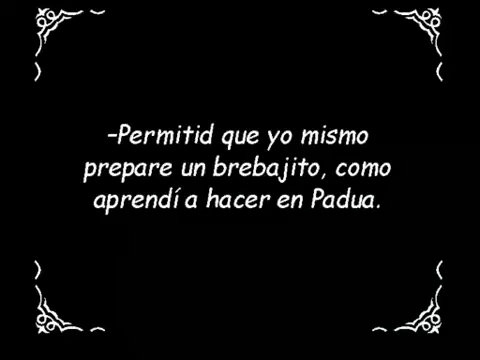 –Permitid que yo mismo
prepare un brebajito, como
aprendí a hacer en Padua.